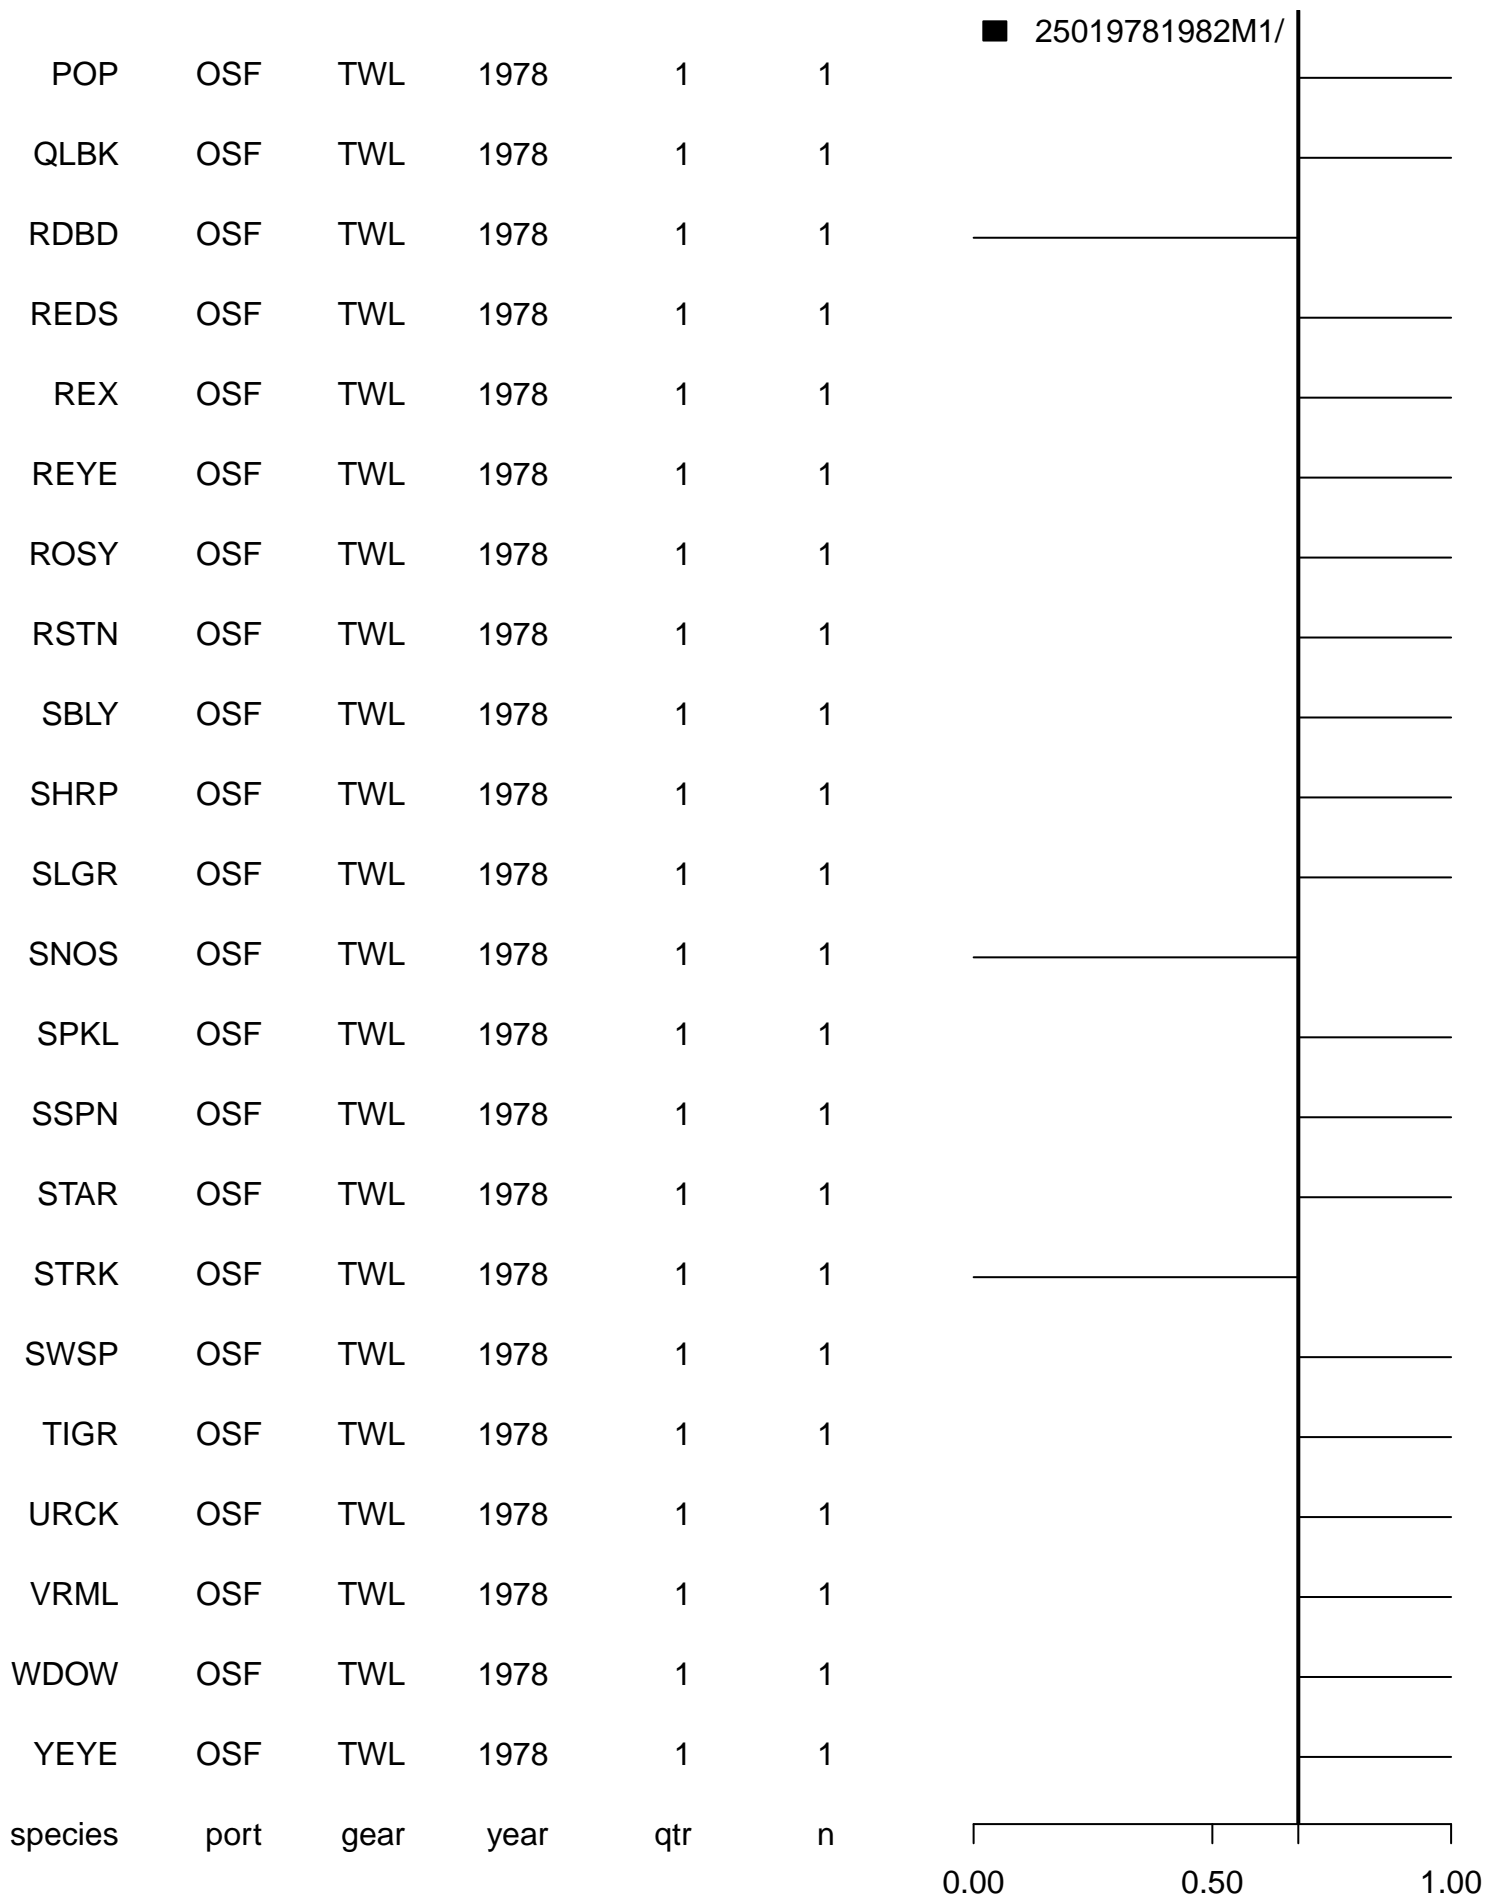 25019781982M1/
POP OSF TWL 1978 1 1
QLBK OSF TWL 1978 1 1
RDBD OSF TWL 1978 1 1
REDS OSF TWL 1978 1 1
REX OSF TWL 1978 1 1
REYE OSF TWL 1978 1 1
ROSY OSF TWL 1978 1 1
RSTN OSF TWL 1978 1 1
SBLY OSF TWL 1978 1 1
SHRP OSF TWL 1978 1 1
SLGR OSF TWL 1978 1 1
SNOS OSF TWL 1978 1 1
SPKL OSF TWL 1978 1 1
SSPN OSF TWL 1978 1 1
STAR OSF TWL 1978 1 1
STRK OSF TWL 1978 1 1
SWSP OSF TWL 1978 1 1
TIGR OSF TWL 1978 1 1
URCK OSF TWL 1978 1 1
VRML OSF TWL 1978 1 1
WDOW OSF TWL 1978 1 1
YEYE OSF TWL 1978 1 1
species port gear year qtr n
0.00 0.50 1.00